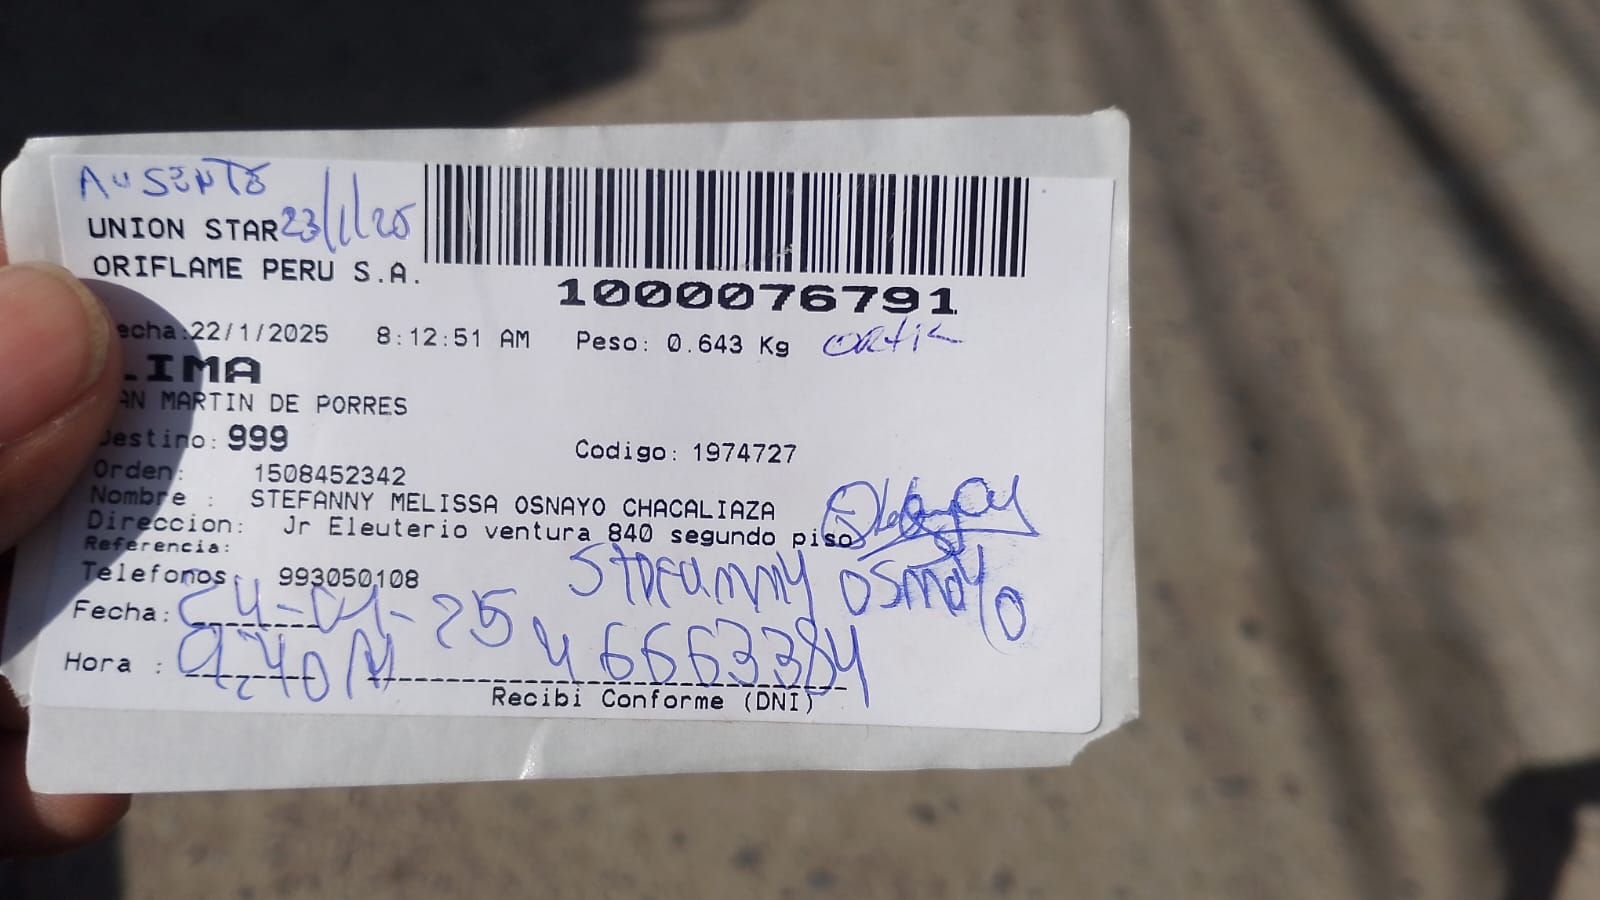 AUSENTE
UNION STAR 23/1/25
ORIFLAME PERU S.A.
1000076791
echa:22/1/2025 8:12:51 AM Peso: 0.643 Kg
LIMA
AN MARTIN DE PORRES
Destino: 999 Codigo: 1974727
Orden: 1508452342
Nombre : STEFANNY MELISSA OSNAYO CHACALIAZA
Direccion: Jr Eleuterio ventura 840 segundo piso
Referencia:
Telefonos: 993050108
Stefanny Osnayo
Fecha: 24-01-25
46663384
Hora : 9:40 M
Recibi Conforme (DNI)